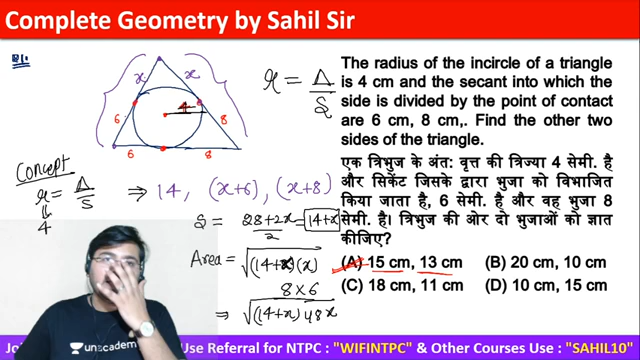 Complete Geometry by Sahil Sir
x
x
6
8
4
6
8
r = Δ/S
The radius of the incircle of a triangle
is 4 cm and the secant into which the
side is divided by the point of contact
are 6 cm, 8 cm,. Find the other two
sides of the triangle.
एक त्रिभुज के अंत: वृत्त की त्रिज्या 4 सेमी. है
और सिकेंट जिसके द्वारा भुजा को विभाजित
किया जाता है, 6 सेमी. है और वह भुजा 8
सेमी. है। त्रिभुज की ओर दो भुजाओं को ज्ञात
कीजिए?
(A) 15 cm, 13 cm (B) 20 cm, 10 cm
(C) 18 cm, 11 cm (D) 10 cm, 15 cm
Concept
r = Δ/S
4
⇒ 14, (x+6), (x+8)
S = 28+2x/2 = 14+x
Area = √(14+x)(x)
8×6
⇒ √(14+x) 48x
unacademy
Use Referral for NTPC : "WIFINTPC" & Other Courses Use : "SAHIL10"